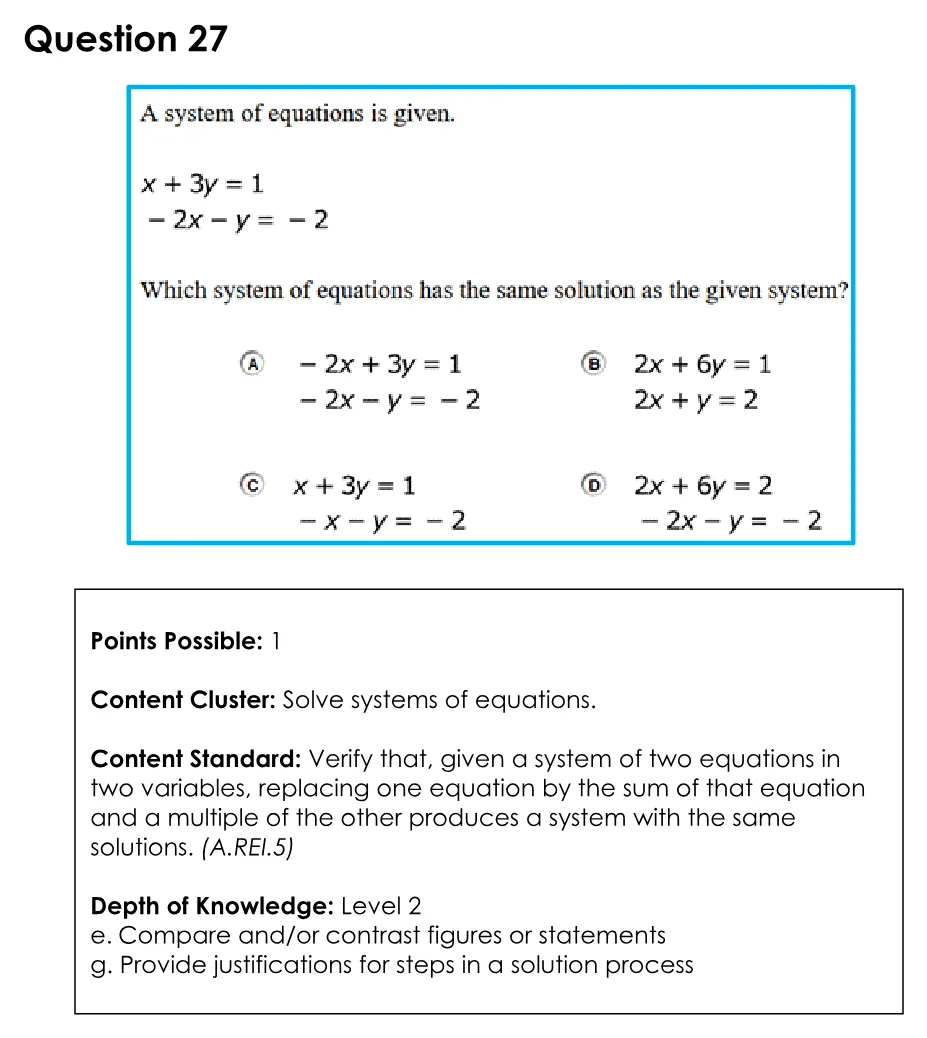 Question 27
A system of equations is given.
x + 3y = 1
− 2x − y = − 2
Which system of equations has the same solution as the given system?
A − 2x + 3y = 1
− 2x − y = − 2
B 2x + 6y = 1
2x + y = 2
C x + 3y = 1
− x − y = − 2
D 2x + 6y = 2
− 2x − y = − 2
Points Possible: 1
Content Cluster: Solve systems of equations.
Content Standard: Verify that, given a system of two equations in
two variables, replacing one equation by the sum of that equation
and a multiple of the other produces a system with the same
solutions. (A.REI.5)
Depth of Knowledge: Level 2
e. Compare and/or contrast figures or statements
g. Provide justifications for steps in a solution process